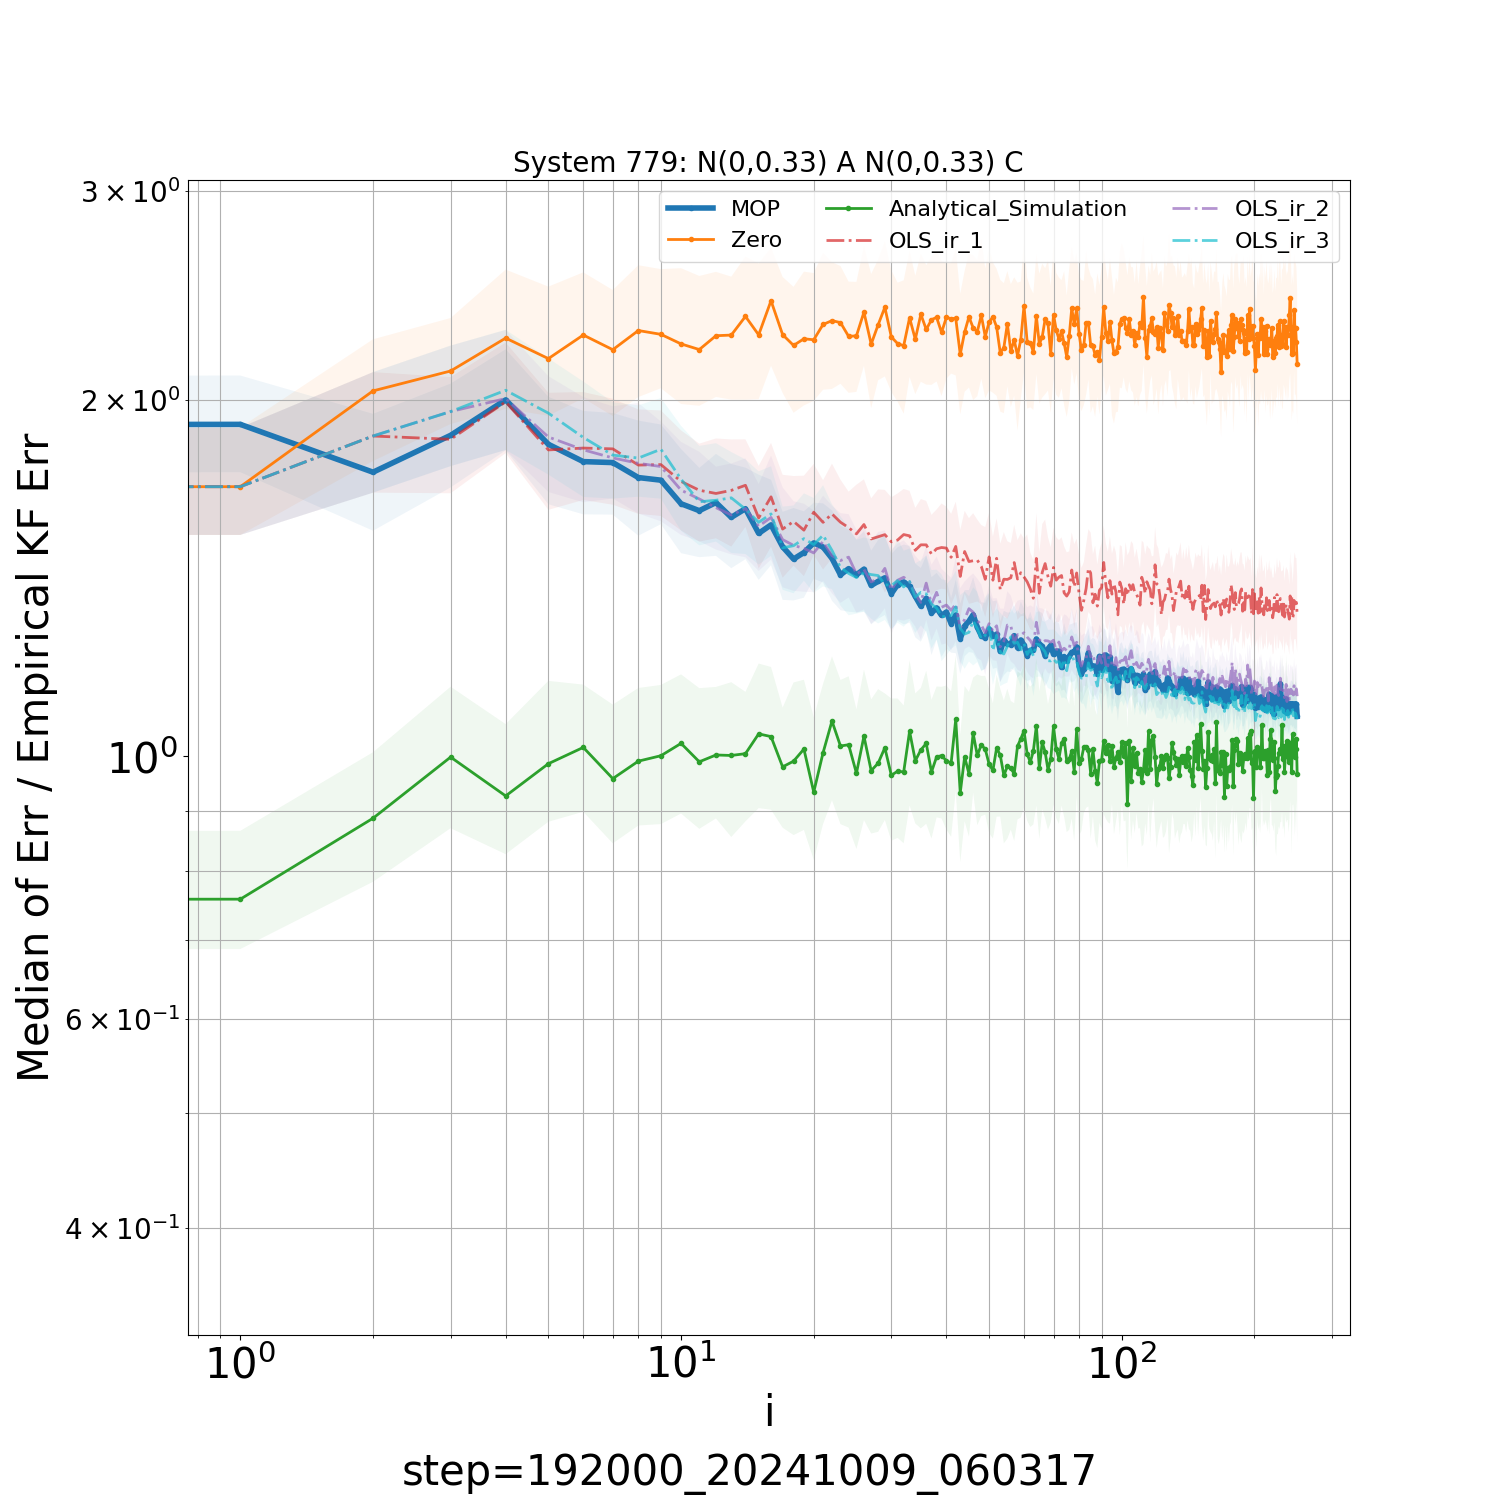 System 779: N(0,0.33) A N(0,0.33) C
MOP
Zero
Analytical_Simulation
OLS_ir_1
OLS_ir_2
OLS_ir_3
Median of Err / Empirical KF Err
3 × 10⁰
2 × 10⁰
10⁰
6 × 10⁻¹
4 × 10⁻¹
10⁰ 10¹ 10²
i
step=192000_20241009_060317